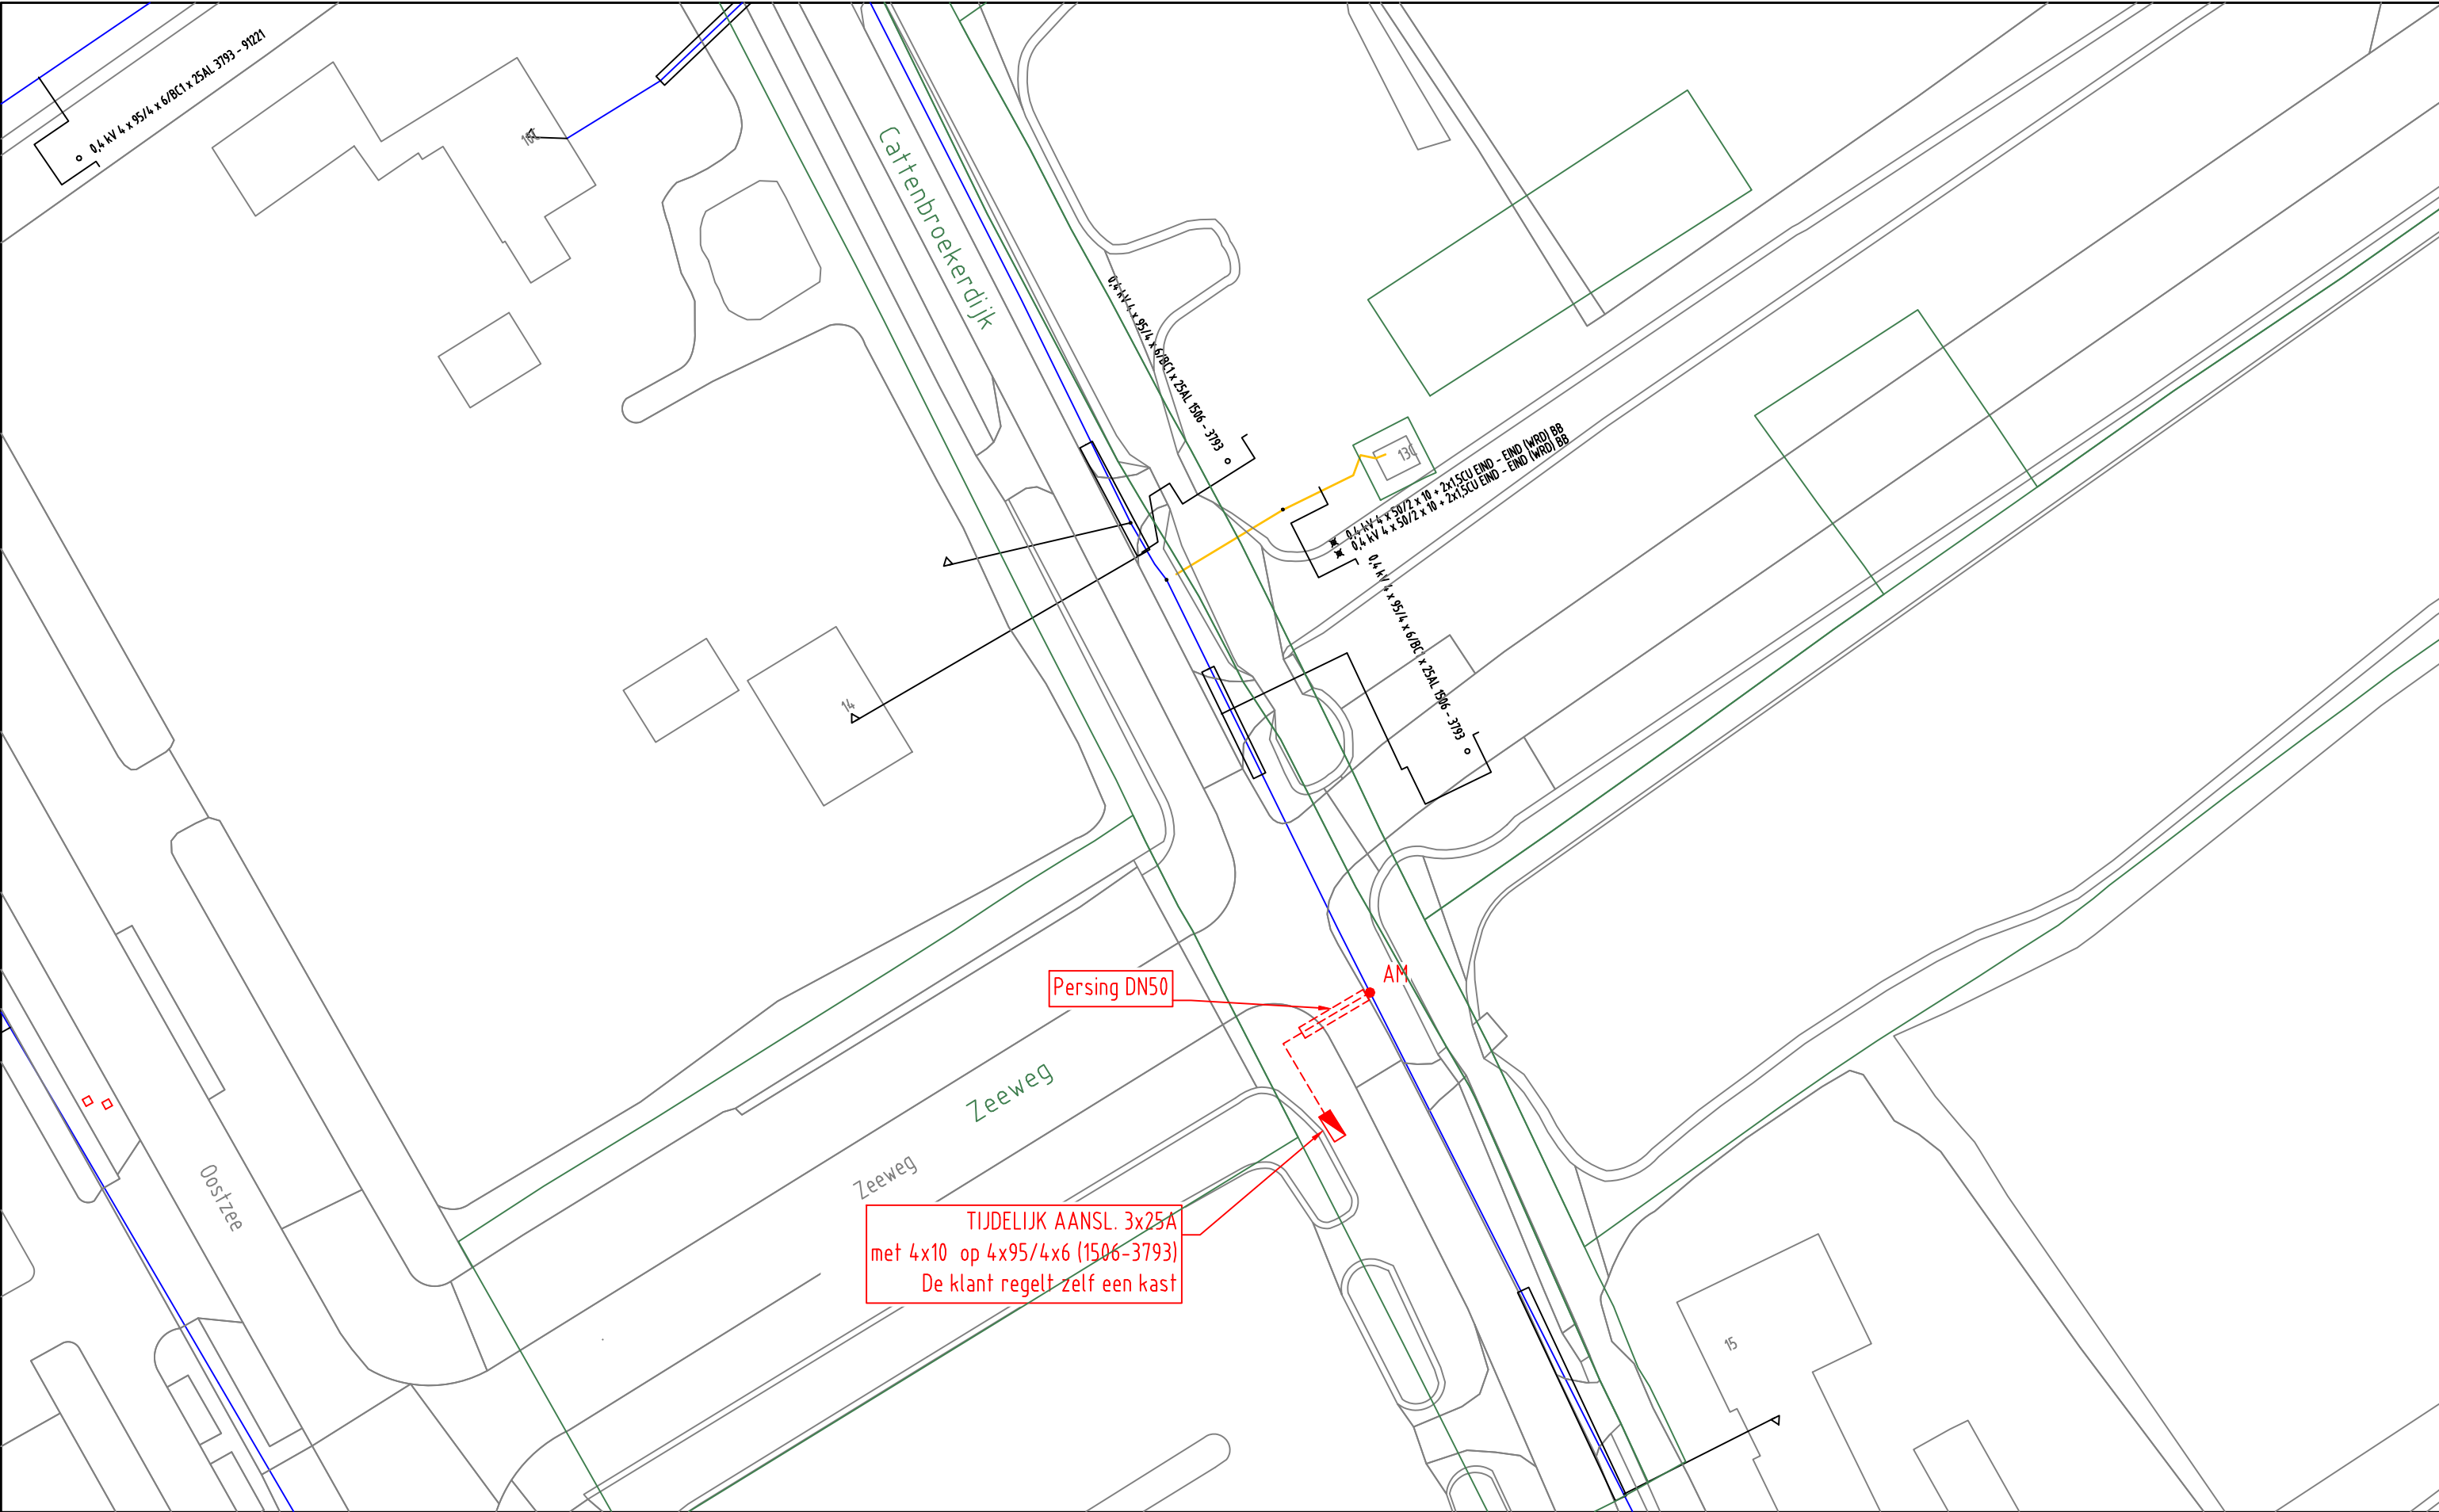 0,4 kV 4 x 95/4 x 6/BC1 x 25AL 3793 - 91221
Cattenbroekerdijk
0,4 kV 4 x 95/4 x 6/BC1 x 25AL 1506 - 3793
0.4 kV 4 x 50/2 x 10 + 2x1,5CU EIND - EIND (WRD) BB
0,4 kV 4 x 50/2 x 10 + 2x1,5CU EIND - EIND (WRD) BB
0,4 kV 4 x 95/4 x 6/BC1 x 25AL 1506 - 3793
14
AM
Persing DN50
Zeeweg
Zeeweg
Oostzee
TIJDELIJK AANSL. 3x25A
met 4x10 op 4x95/4x6 (1506-3793)
De klant regelt zelf een kast
15